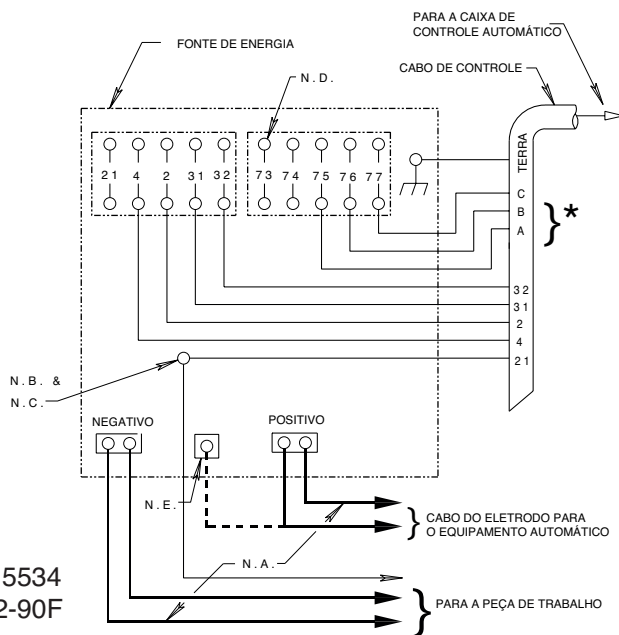 PARA A CAIXA DE
CONTROLE AUTOMÁTICO
FONTE DE ENERGIA
CABO DE CONTROLE
N.D.
21 4 2 31 32
73 74 75 76 77
TERRA
C
B
A
} *
32
31
2
4
21
N.B. &
N.C.
NEGATIVO
POSITIVO
N.E.
CABO DO ELETRODO PARA
O EQUIPAMENTO AUTOMÁTICO
N.A.
5534
2-90F
PARA A PEÇA DE TRABALHO